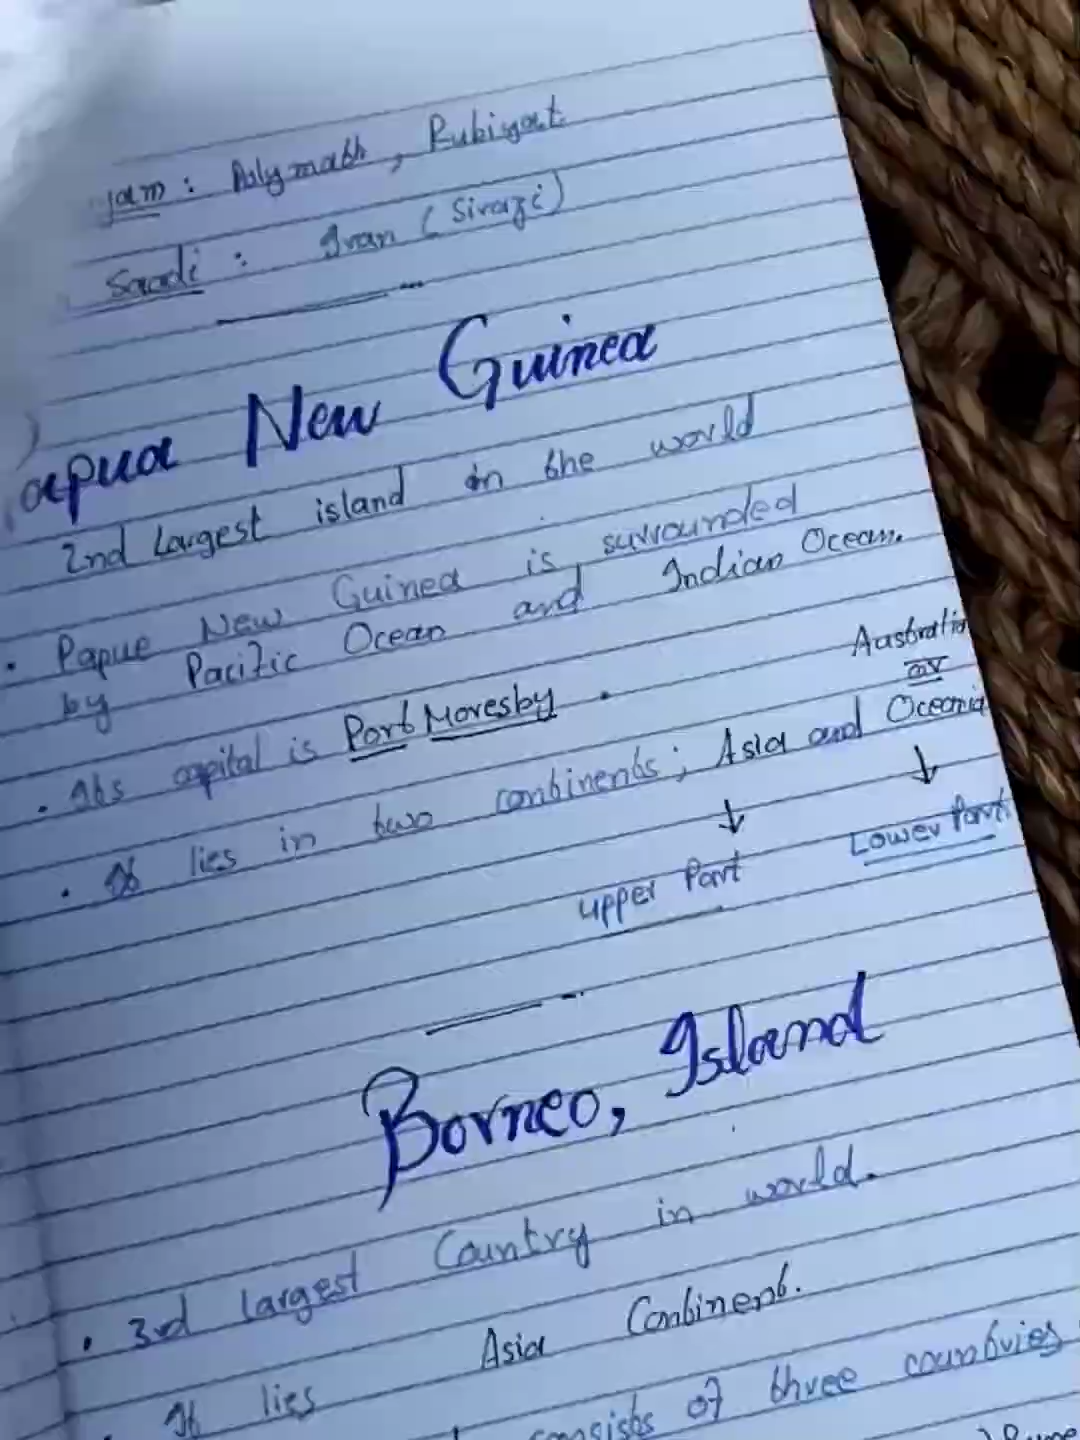 yam : Polymath , Rubiyat
Saadi : Iran ( Sirazi )
apua New Guinea
2nd Largest island in the world
• Papue New Guinea is surrounded
by Pacific Ocean and Indian Ocean.
• Its capital is Port Moresby .
Australia
or
• It lies in two continents ; Asia and Oceania
↓ ↓
upper Part Lower Part
Borneo, Island
• 3rd largest Country in world.
• It lies Asia Continent.
consists of three countries